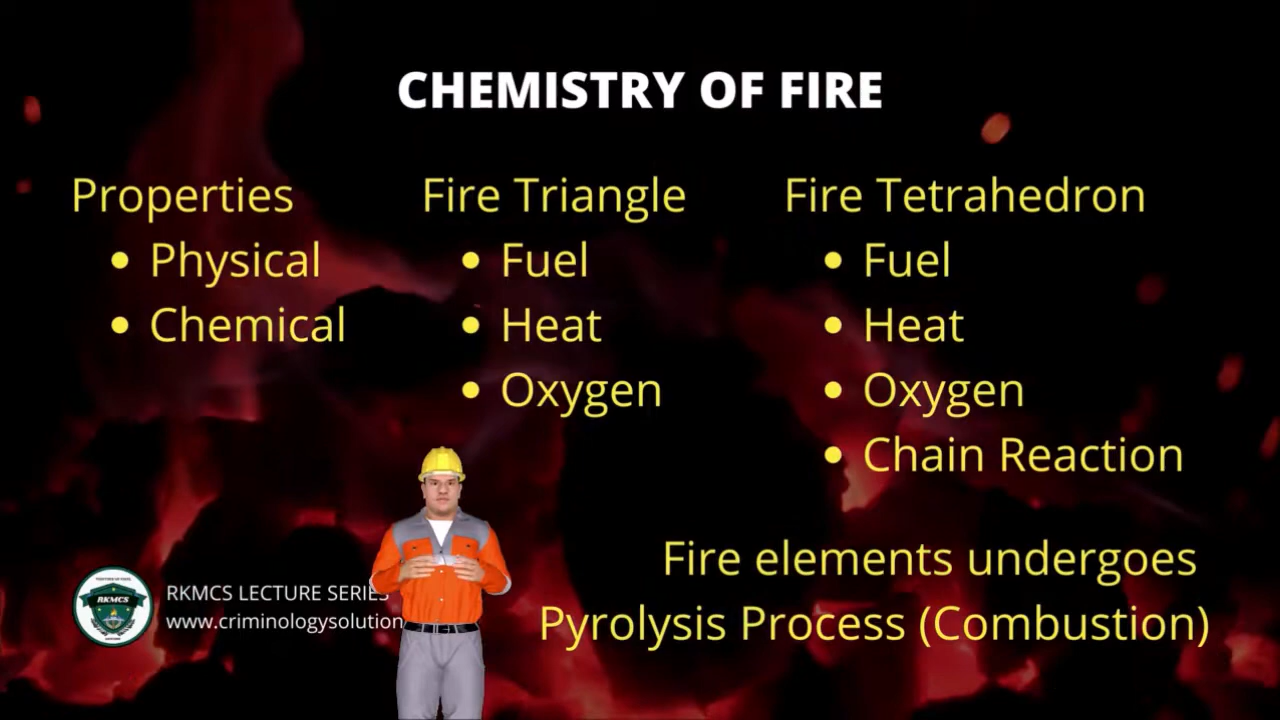 CHEMISTRY OF FIRE
Properties
Physical
Chemical
Fire Triangle
Fuel
Heat
Oxygen
Fire Tetrahedron
Fuel
Heat
Oxygen
Chain Reaction
Fire elements undergoes
Pyrolysis Process (Combustion)
RKMCS
RKMCS LECTURE SERIES
www.criminologysolution